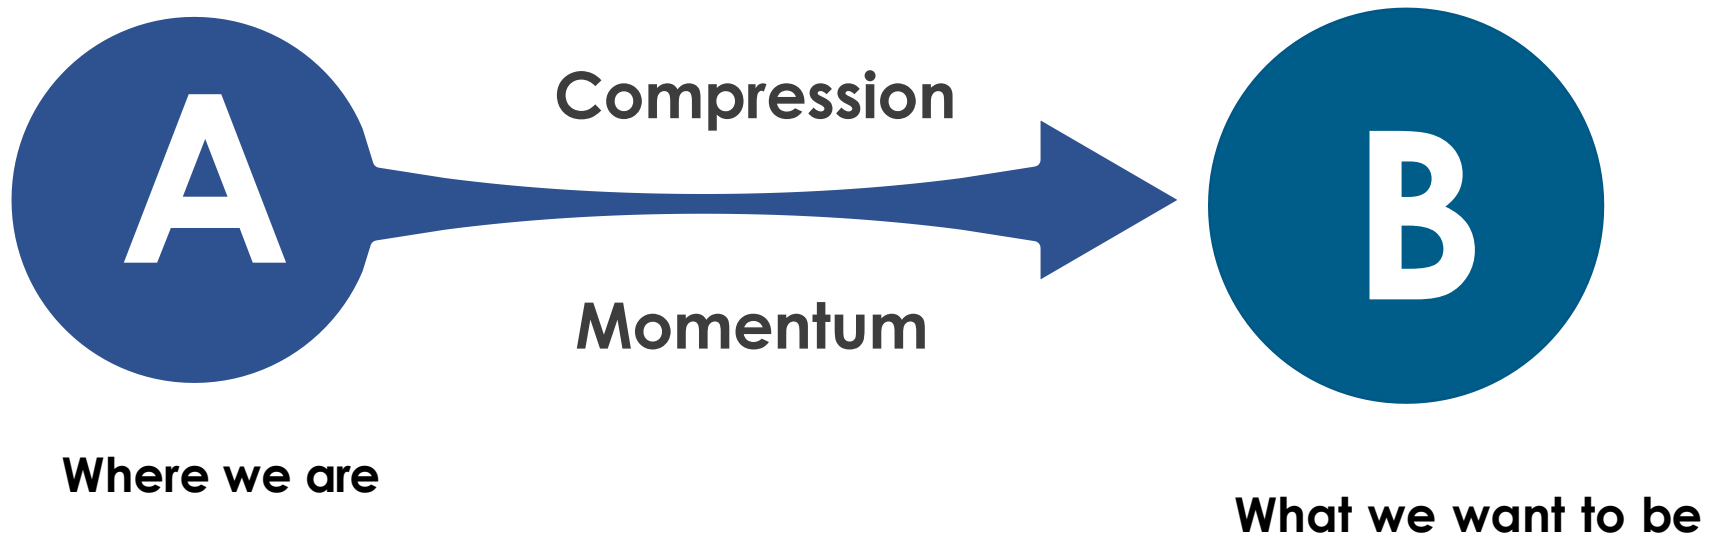 A
Compression
B
Momentum
Where we are
What we want to be